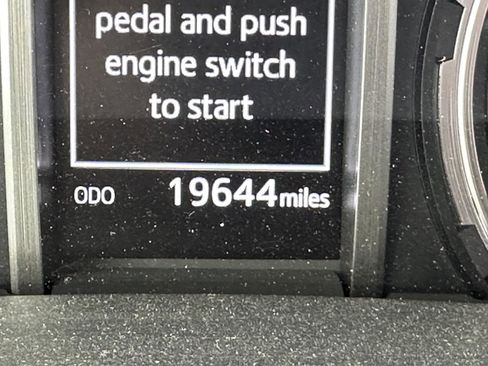 pedal and push
engine switch
to start
ODO 19644 miles